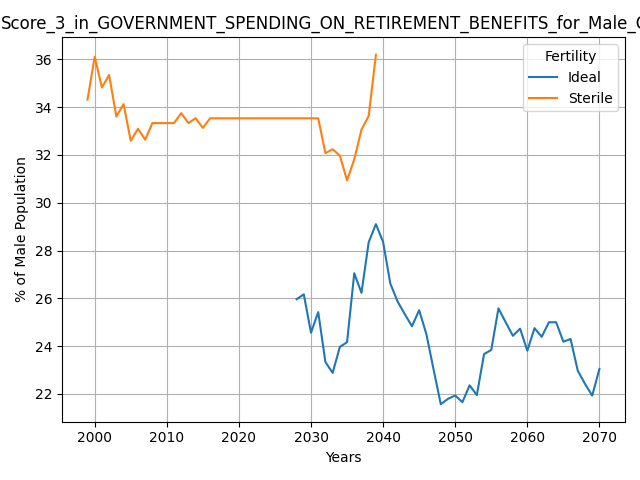 Score_3_in_GOVERNMENT_SPENDING_ON_RETIREMENT_BENEFITS_for_Male_
Fertility
Ideal
Sterile
% of Male Population
36
34
32
30
28
26
24
22
2000 2010 2020 2030 2040 2050 2060 2070
Years